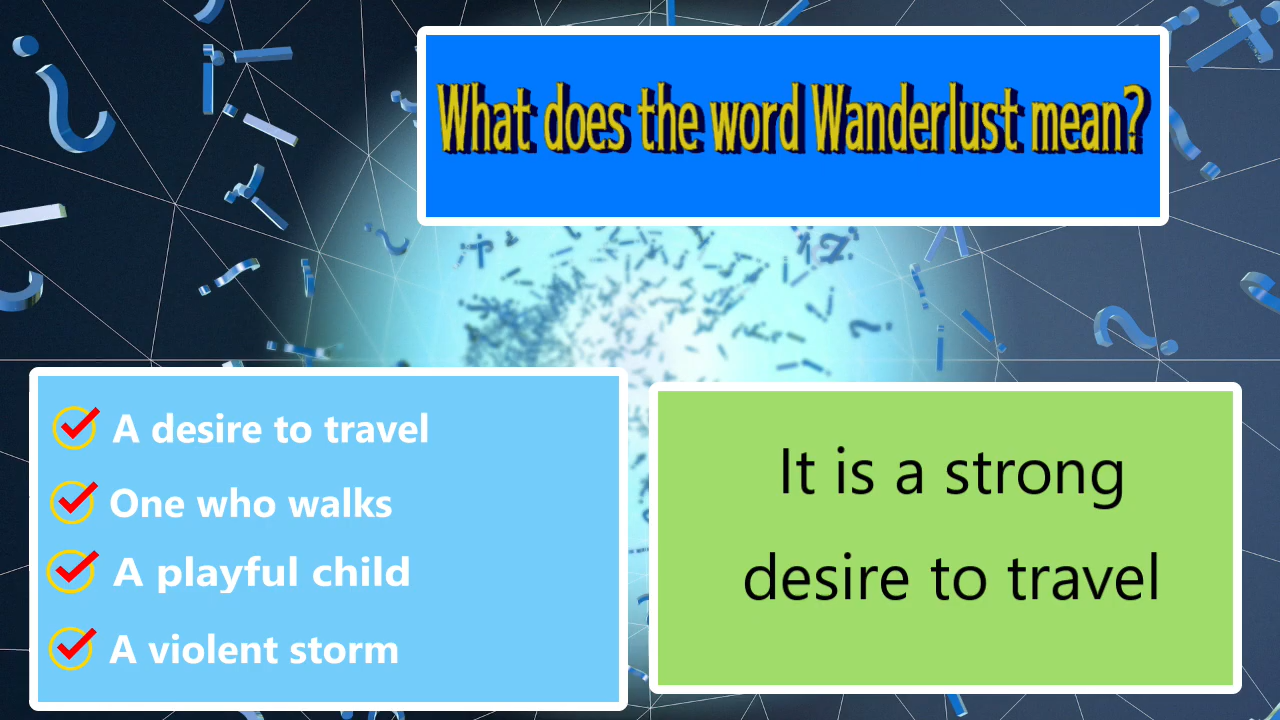 What does the word Wanderlust mean?
A desire to travel
One who walks
A playful child
A violent storm
It is a strong
desire to travel